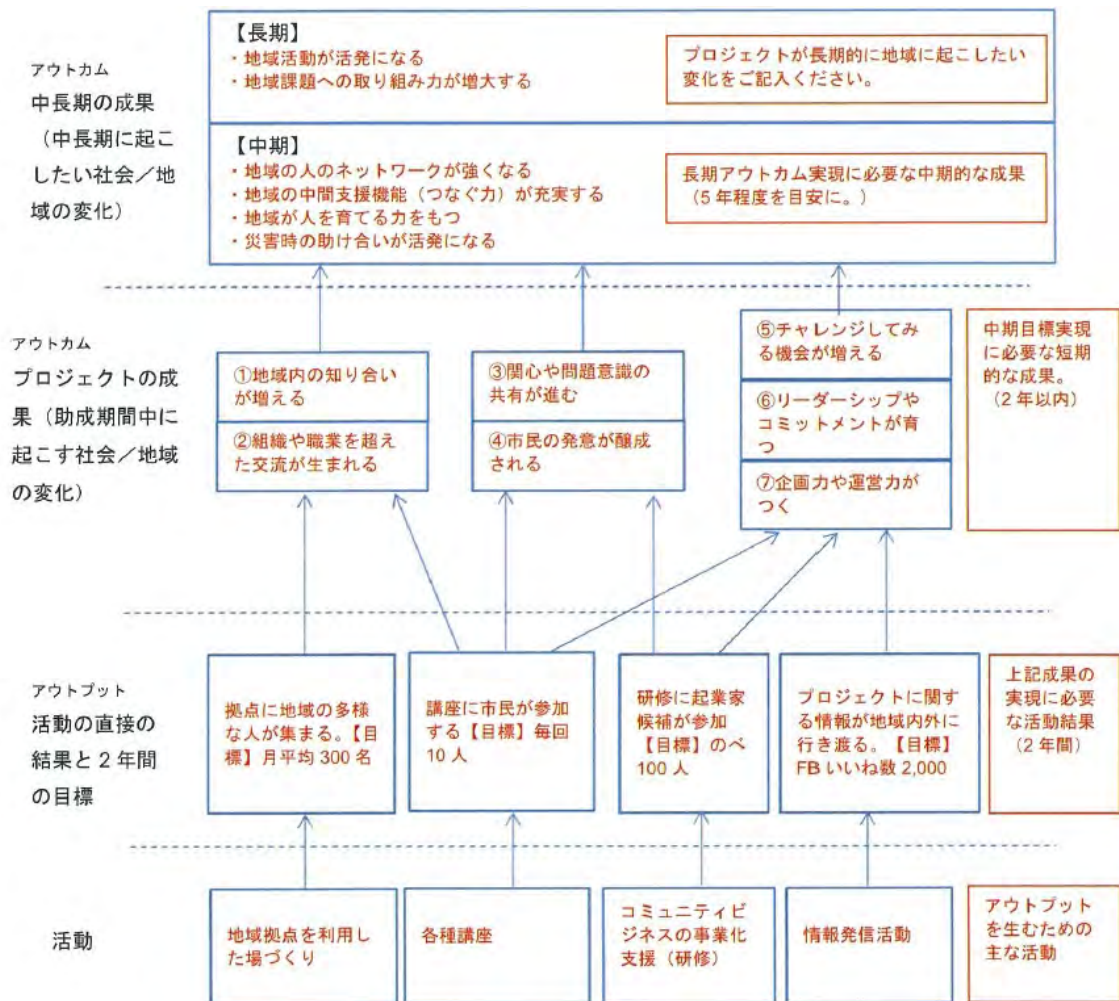 アウトカム
中長期の成果
（中長期に起こ
したい社会／地
域の変化）
【長期】
・地域活動が活発になる
・地域課題への取り組み力が増大する
プロジェクトが長期的に地域に起こしたい
変化をご記入ください。
【中期】
・地域の人のネットワークが強くなる
・地域の中間支援機能（つなぐ力）が充実する
・地域が人を育てる力をもつ
・災害時の助け合いが活発になる
長期アウトカム実現に必要な中期的な成果
（5年程度を目安に。）
アウトカム
プロジェクトの成
果（助成期間中に
起こす社会／地域
の変化）
①地域内の知り合い
が増える
②組織や職業を超え
た交流が生まれる
③関心や問題意識の
共有が進む
④市民の発意が醸成
される
⑤チャレンジしてみ
る機会が増える
⑥リーダーシップや
コミットメントが育
つ
⑦企画力や運営力が
つく
中期目標実現
に必要な短期
的な成果。
（2年以内）
アウトプット
活動の直接の
結果と2年間
の目標
拠点に地域の多様
な人が集まる。【目
標】月平均 300 名
講座に市民が参加
する【目標】毎回
10 人
研修に起業家
候補が参加
【目標】のべ
100 人
プロジェクトに関す
る情報が地域内外に
行き渡る。【目標】
FB いいね数 2,000
上記成果の
実現に必要
な活動結果
（2年間）
活動
地域拠点を利用し
た場づくり
各種講座
コミュニティビ
ジネスの事業化
支援（研修）
情報発信活動
アウトプット
を生むための
主な活動